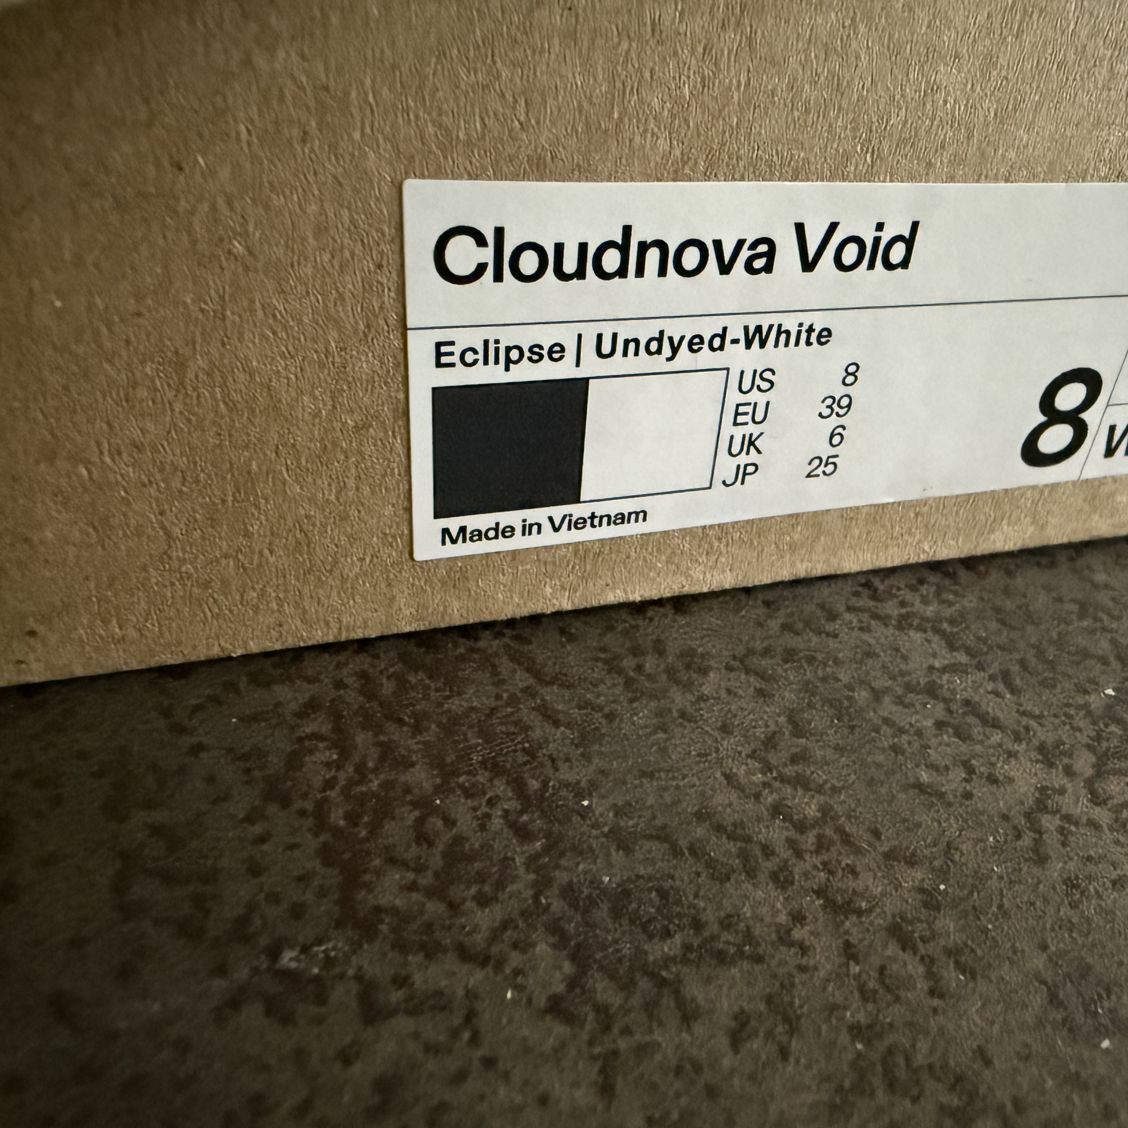 Cloudnova Void
Eclipse | Undyed-White
US 8
EU 39
UK 6
JP 25
8
Made in Vietnam